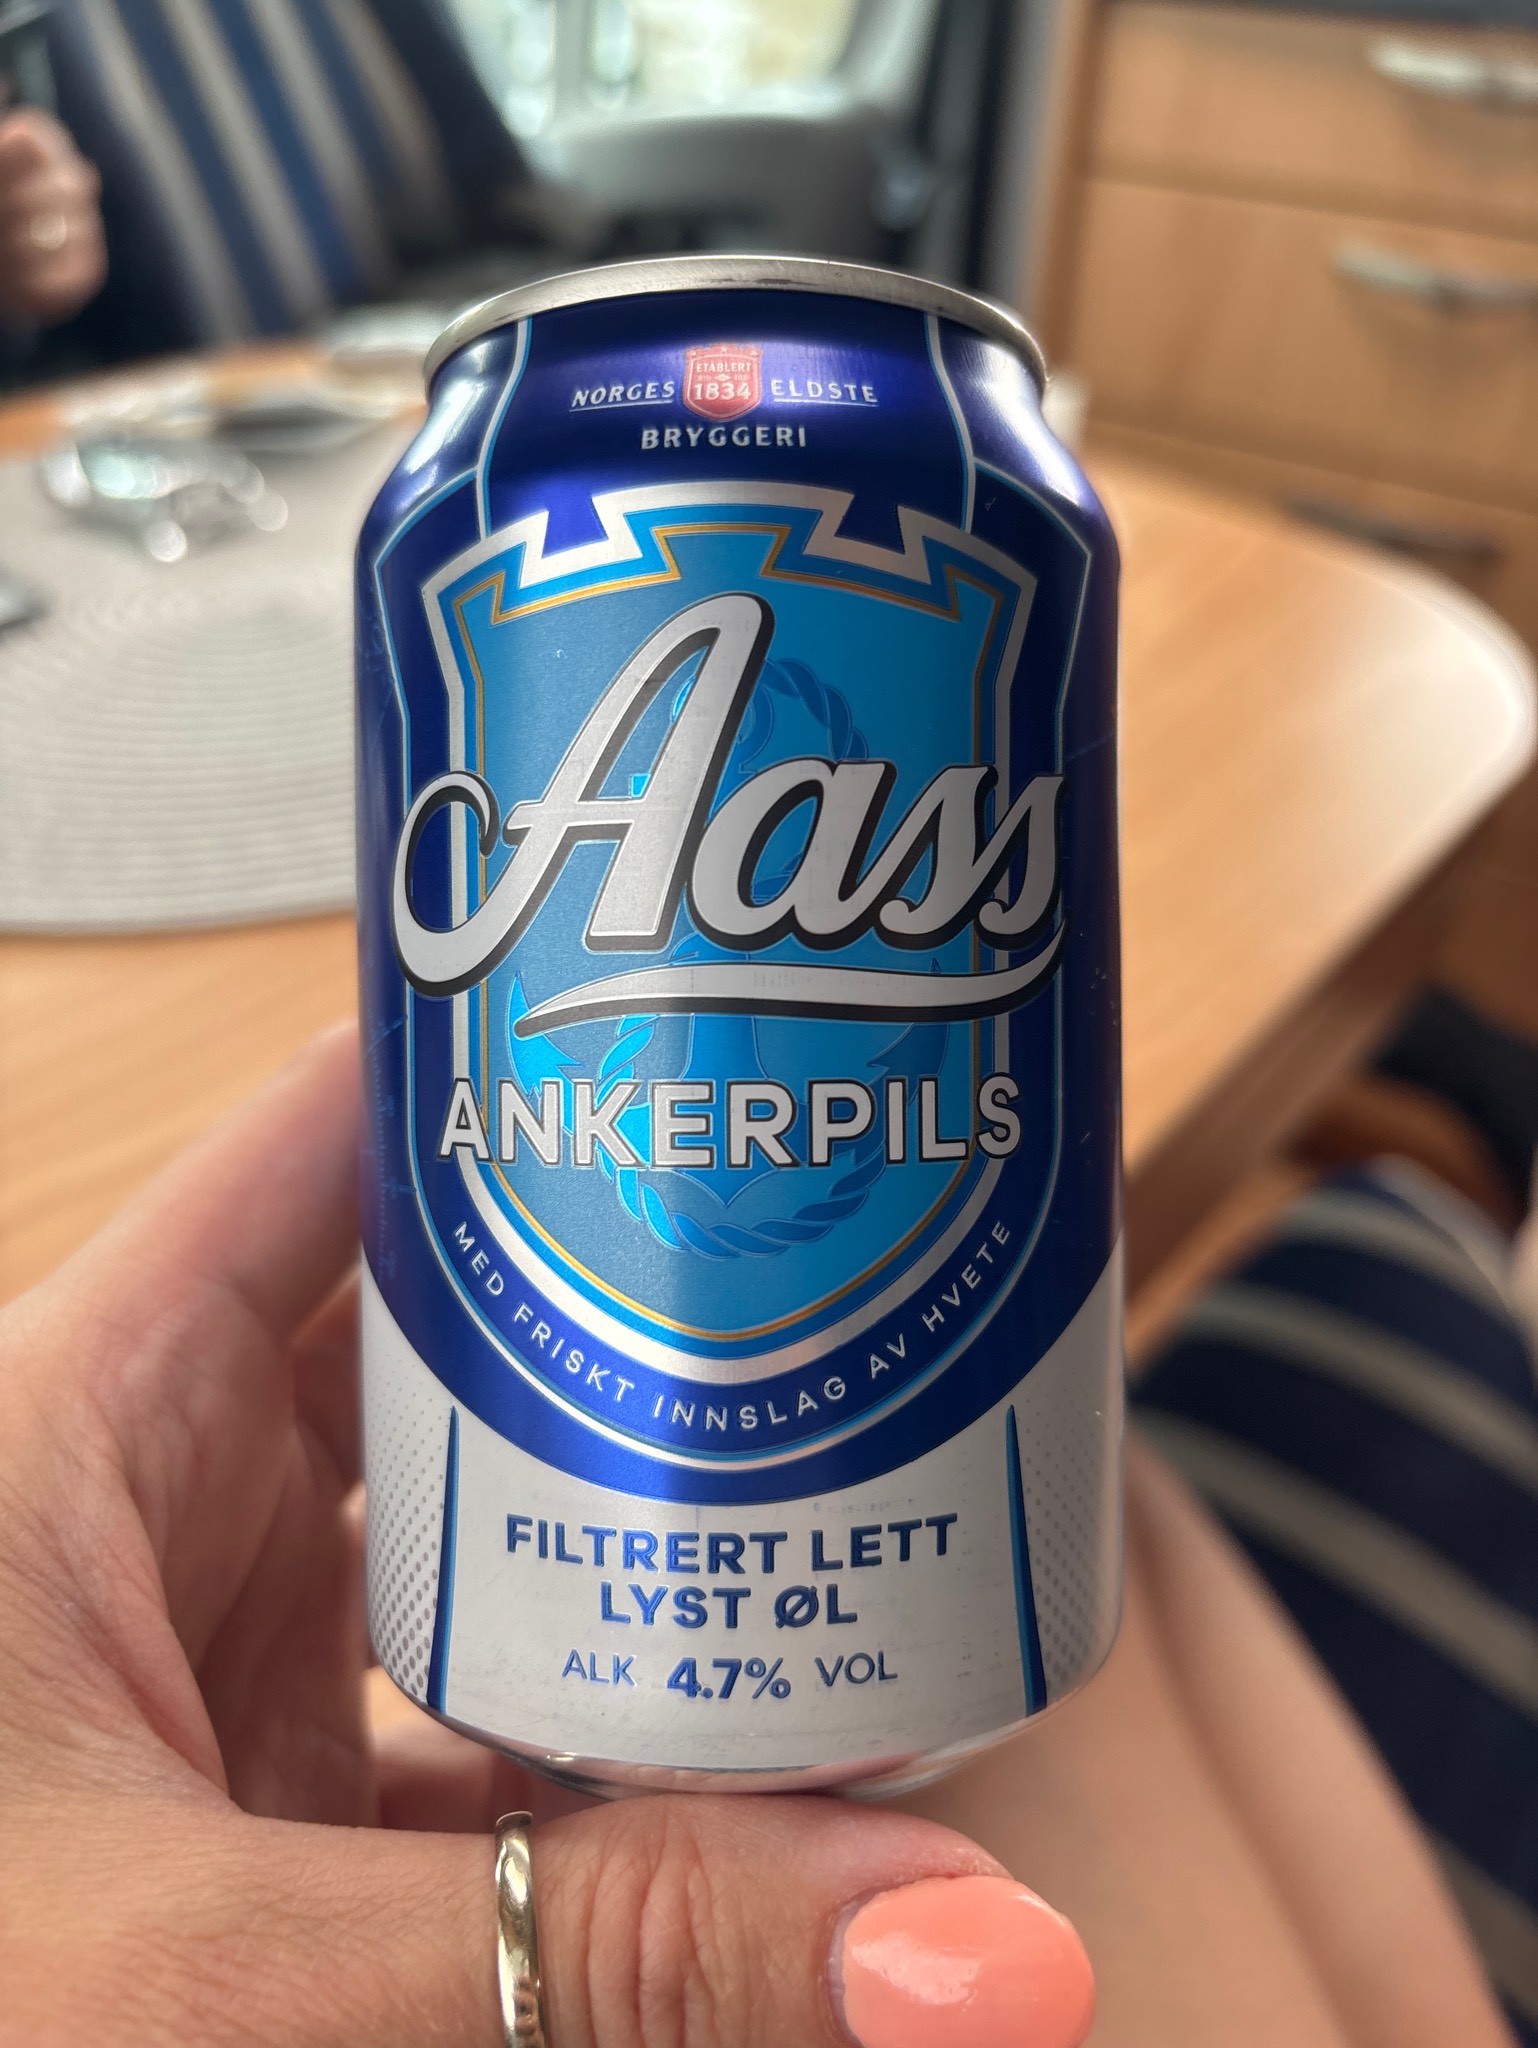 NORGES ETABLERT 1834 ELDSTE
BRYGGERI
Aass
ANKERPILS
MED FRISKT INNSLAG AV HVETE
FILTRERT LETT
LYST ØL
ALK 4.7% VOL